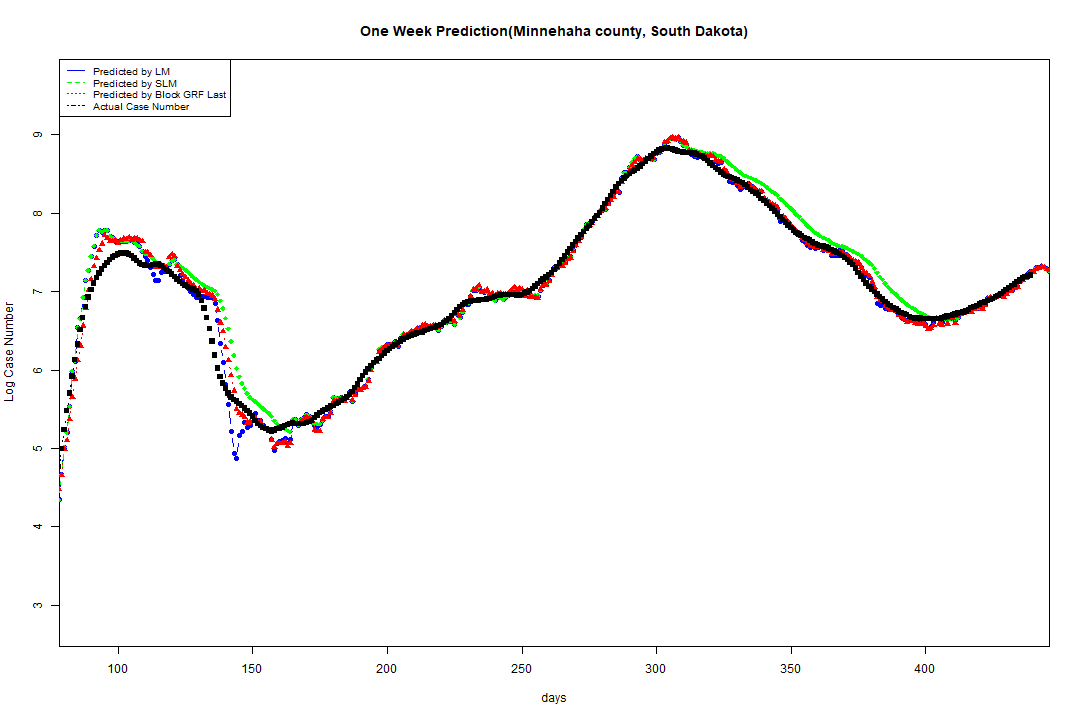 One Week Prediction(Minnehaha county, South Dakota)
Predicted by LM
Predicted by SLM
Predicted by Block GRF Last
Actual Case Number
Log Case Number
9
8
7
6
5
4
3
100 150 200 250 300 350 400
days